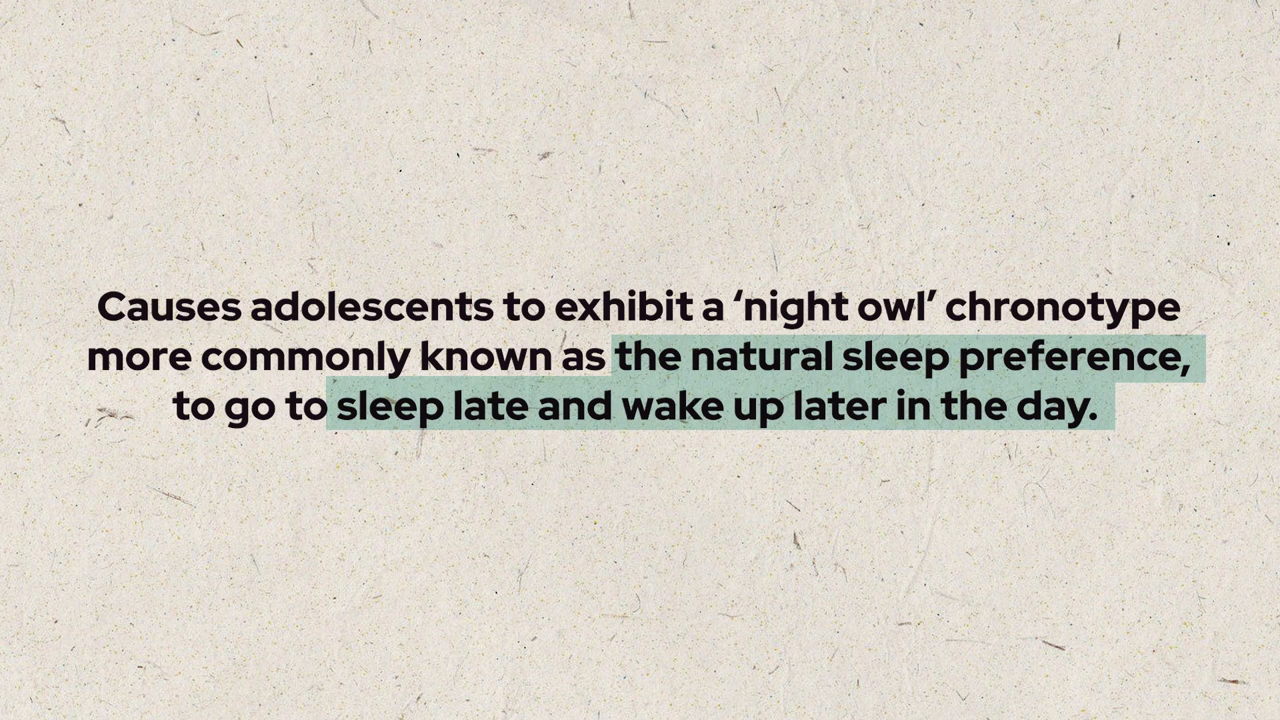 Causes adolescents to exhibit a ‘night owl’ chronotype
more commonly known as the natural sleep preference,
to go to sleep late and wake up later in the day.